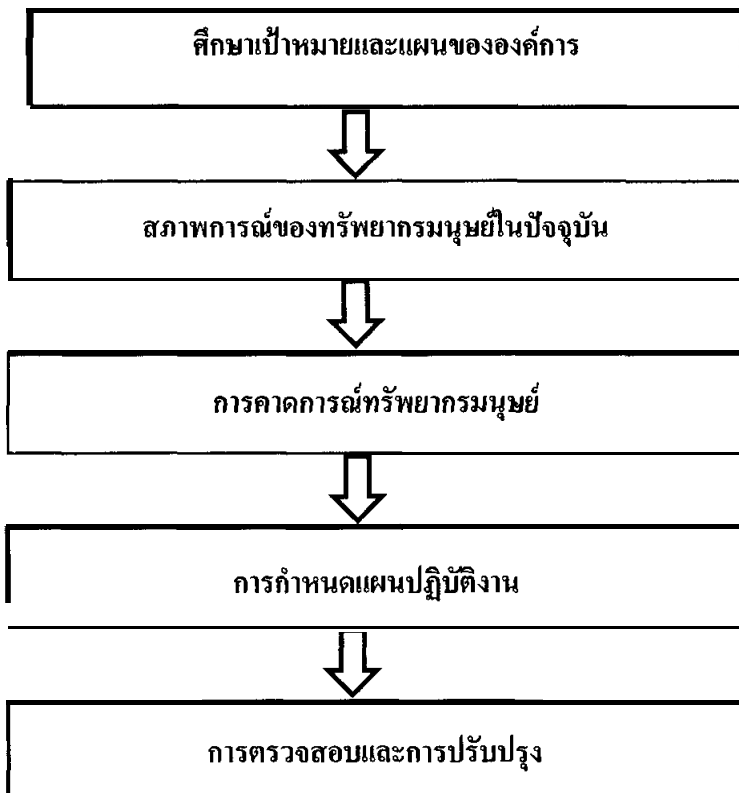 ศึกษาเป้าหมายและแผนขององค์การ
สภาพการณ์ของทรัพยากรมนุษย์ในปัจจุบัน
การคาดการณ์ทรัพยากรมนุษย์
การกำหนดแผนปฏิบัติงาน
การตรวจสอบและการปรับปรุง